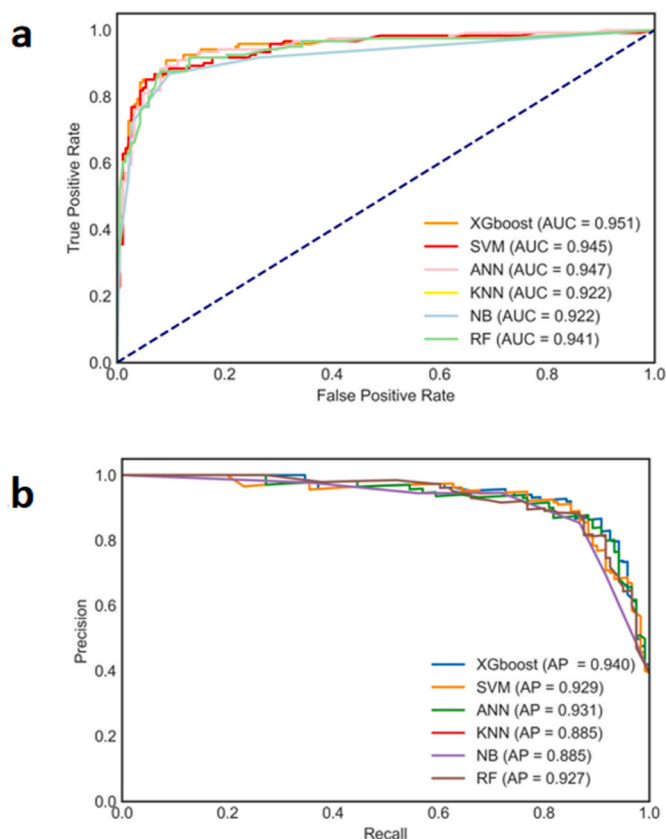 a
1.0
0.8
0.6
0.4
0.2
0.0
True Positive Rate
XGboost (AUC = 0.951)
SVM (AUC = 0.945)
ANN (AUC = 0.947)
KNN (AUC = 0.922)
NB (AUC = 0.922)
RF (AUC = 0.941)
0.0 0.2 0.4 0.6 0.8 1.0
False Positive Rate
b
1.0
0.8
0.6
0.4
0.2
0.0
Precision
XGboost (AP = 0.940)
SVM (AP = 0.929)
ANN (AP = 0.931)
KNN (AP = 0.885)
NB (AP = 0.885)
RF (AP = 0.927)
0.0 0.2 0.4 0.6 0.8 1.0
Recall